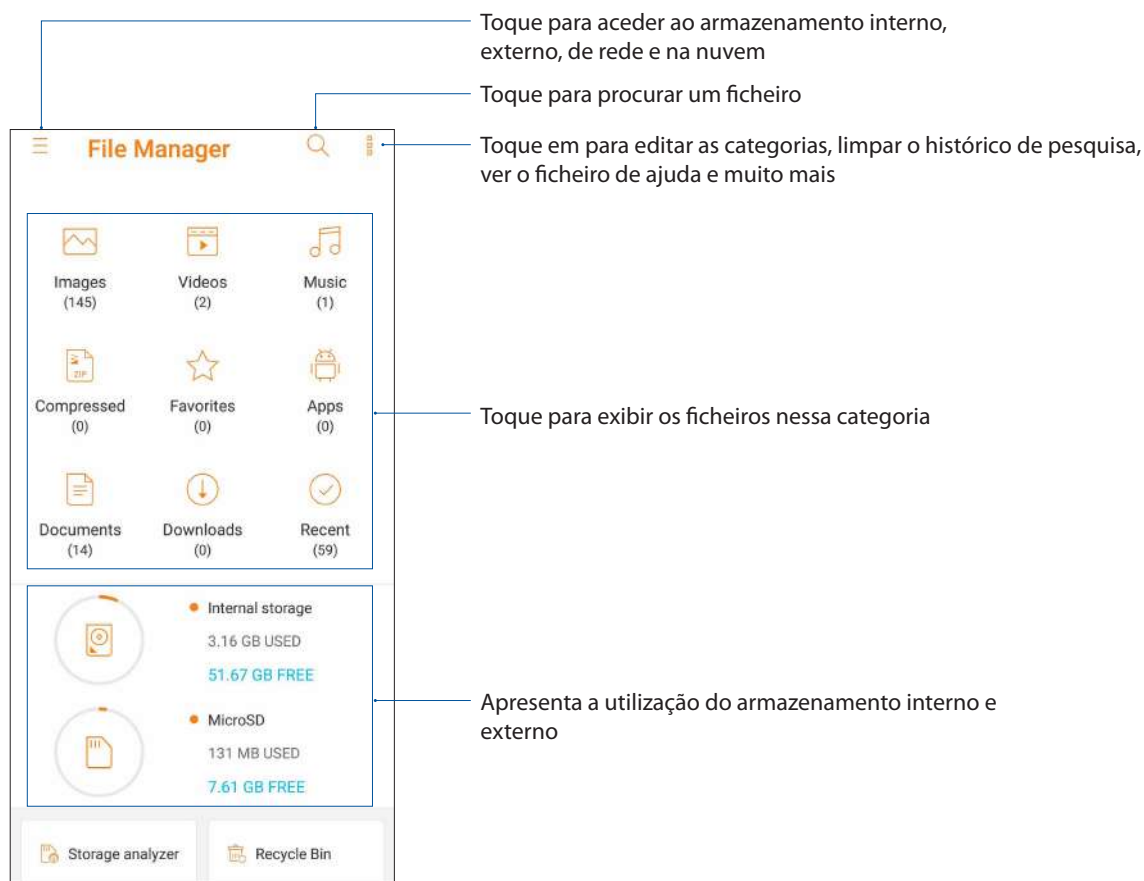 Toque para aceder ao armazenamento interno,
externo, de rede e na nuvem
Toque para procurar um ficheiro
File Manager
Toque em para editar as categorias, limpar o histórico de pesquisa,
ver o ficheiro de ajuda e muito mais
Images
(145)
Videos
(2)
Music
(1)
ZIP
Compressed
(0)
Favorites
(0)
Apps
(0)
Toque para exibir os ficheiros nessa categoria
Documents
(14)
Downloads
(0)
Recent
(59)
Internal storage
3.16 GB USED
51.67 GB FREE
Apresenta a utilização do armazenamento interno e
externo
MicroSD
131 MB USED
7.61 GB FREE
Storage analyzer
Recycle Bin